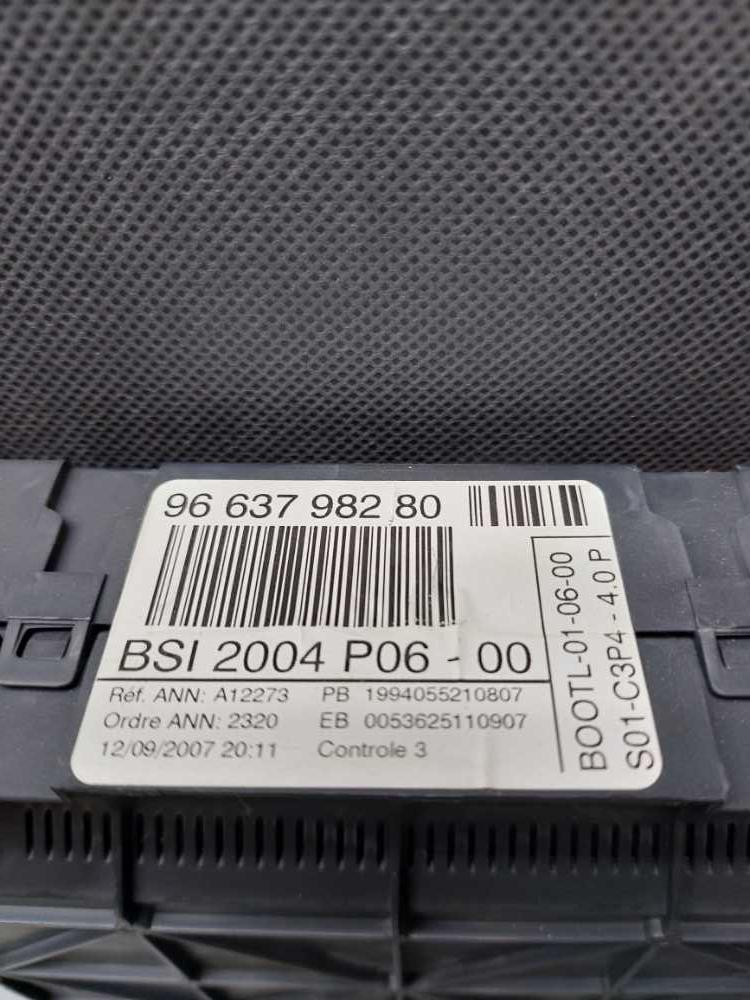 96 637 982 80
BSI 2004 P06 - 00
Réf. ANN: A12273 PB 1994055210807
Ordre ANN: 2320 EB 0053625110907
12/09/2007 20:11 Controle 3
BOOTL-01-06-00
S01-C3P4 - 4.0 P